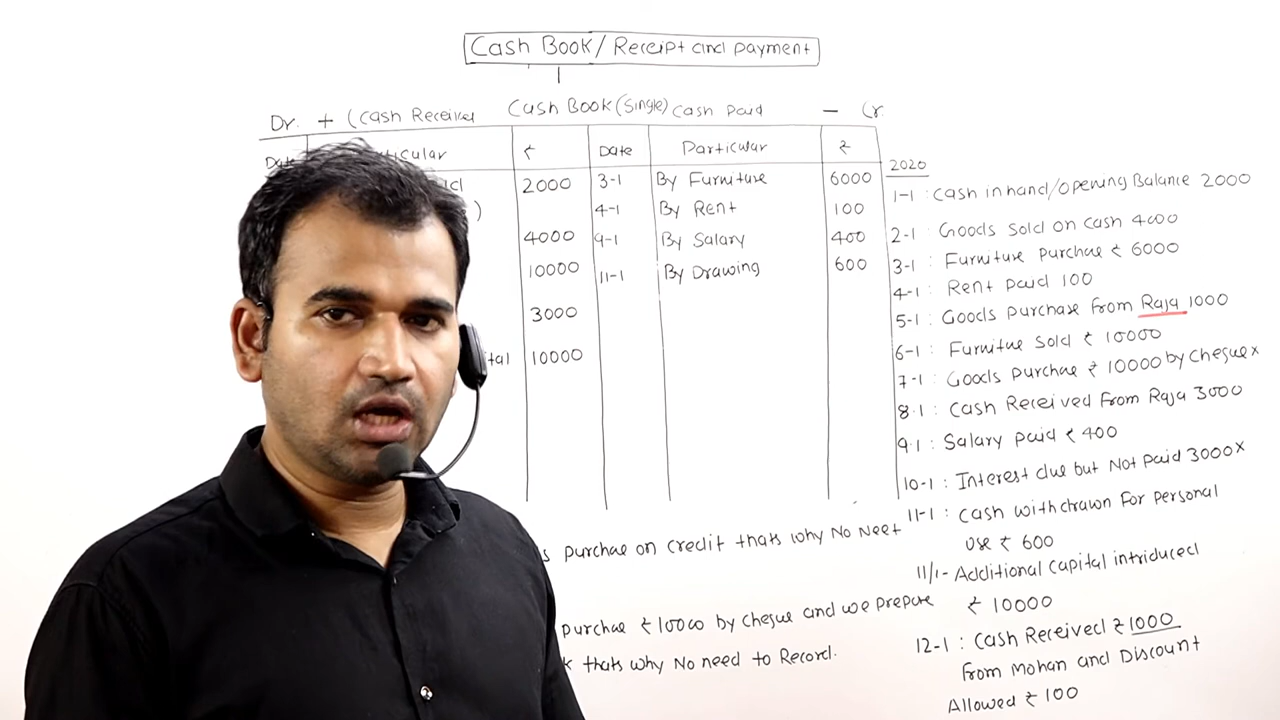 Cash Book/Receipt and payment
Dr. + (Cash Received Cash Book (Single) Cash Paid - Cr.
Date Particular ₹ Date Particular ₹
2000 3-1 By Furniture 6000
) 4-1 By Rent 100
4000 9-1 By Salary 400
10000 11-1 By Drawing 600
3000
ital 10000
s purchae on credit thats why No Neet
purchae ₹10000 by cheque and we prepare
k thats why No need to Record.
2020
1-1 : Cash in hand/opening Balance 2000
2-1 : Goods sold on cash 4000
3-1 : Furniture purchae ₹ 6000
4-1 : Rent paid 100
5-1 : Goods purchase from Raja 1000
6-1 : Furnitue sold ₹ 10000
7-1 : Goods purchae ₹ 10000 by cheque x
8-1 : Cash Received From Raja 3000
9-1 : Salary paid ₹ 400
10-1 : Interest due but Not paid 3000x
11-1 : Cash withdrawn For personal
use ₹ 600
11/1- Additional Capital intriduced
₹ 10000
12-1 : Cash Received ₹ 1000
from Mohan and Discount
Allowed ₹ 100